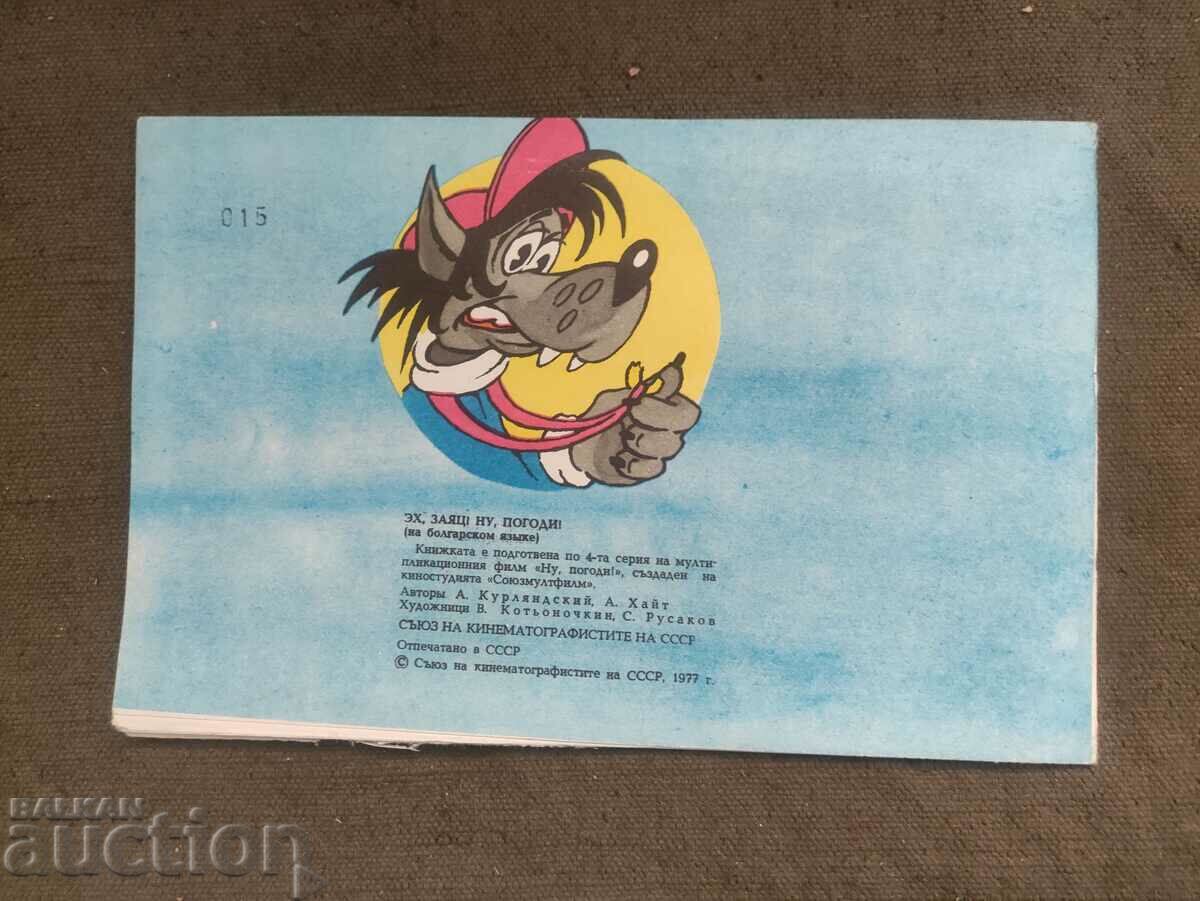 015
ЭХ, ЗАЯЦ! НУ, ПОГОДИ!
(на болгарском языке)
Книжката е подготвена по 4-та серия на мулти-
пликационния филм «Ну, погоди!», създаден на
киностудията «Союзмултфилм».
Авторы А. Курляндский, А. Хайт
Художници В. Котьоночкин, С. Русаков
СЪЮЗ НА КИНЕМАТОГРАФИСТИТЕ НА СССР
Отпечатано в СССР
© Съюз на кинематографистите на СССР, 1977 г.
BALKAN
auction